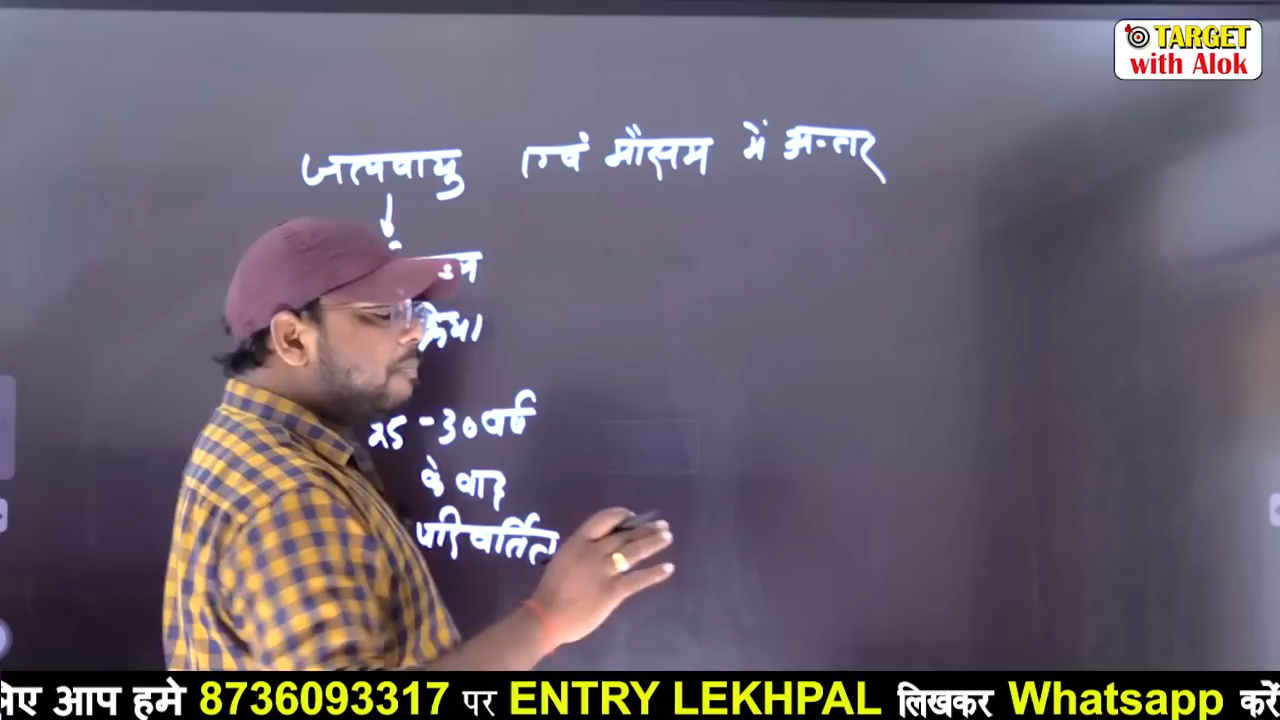 TARGET
with Alok
जलवायु एवं मौसम में अन्तर
25-30 वर्ष
के बाद
परिवर्तित
लिए आप हमे 8736093317 पर ENTRY LEKHPAL लिखकर Whatsapp करें